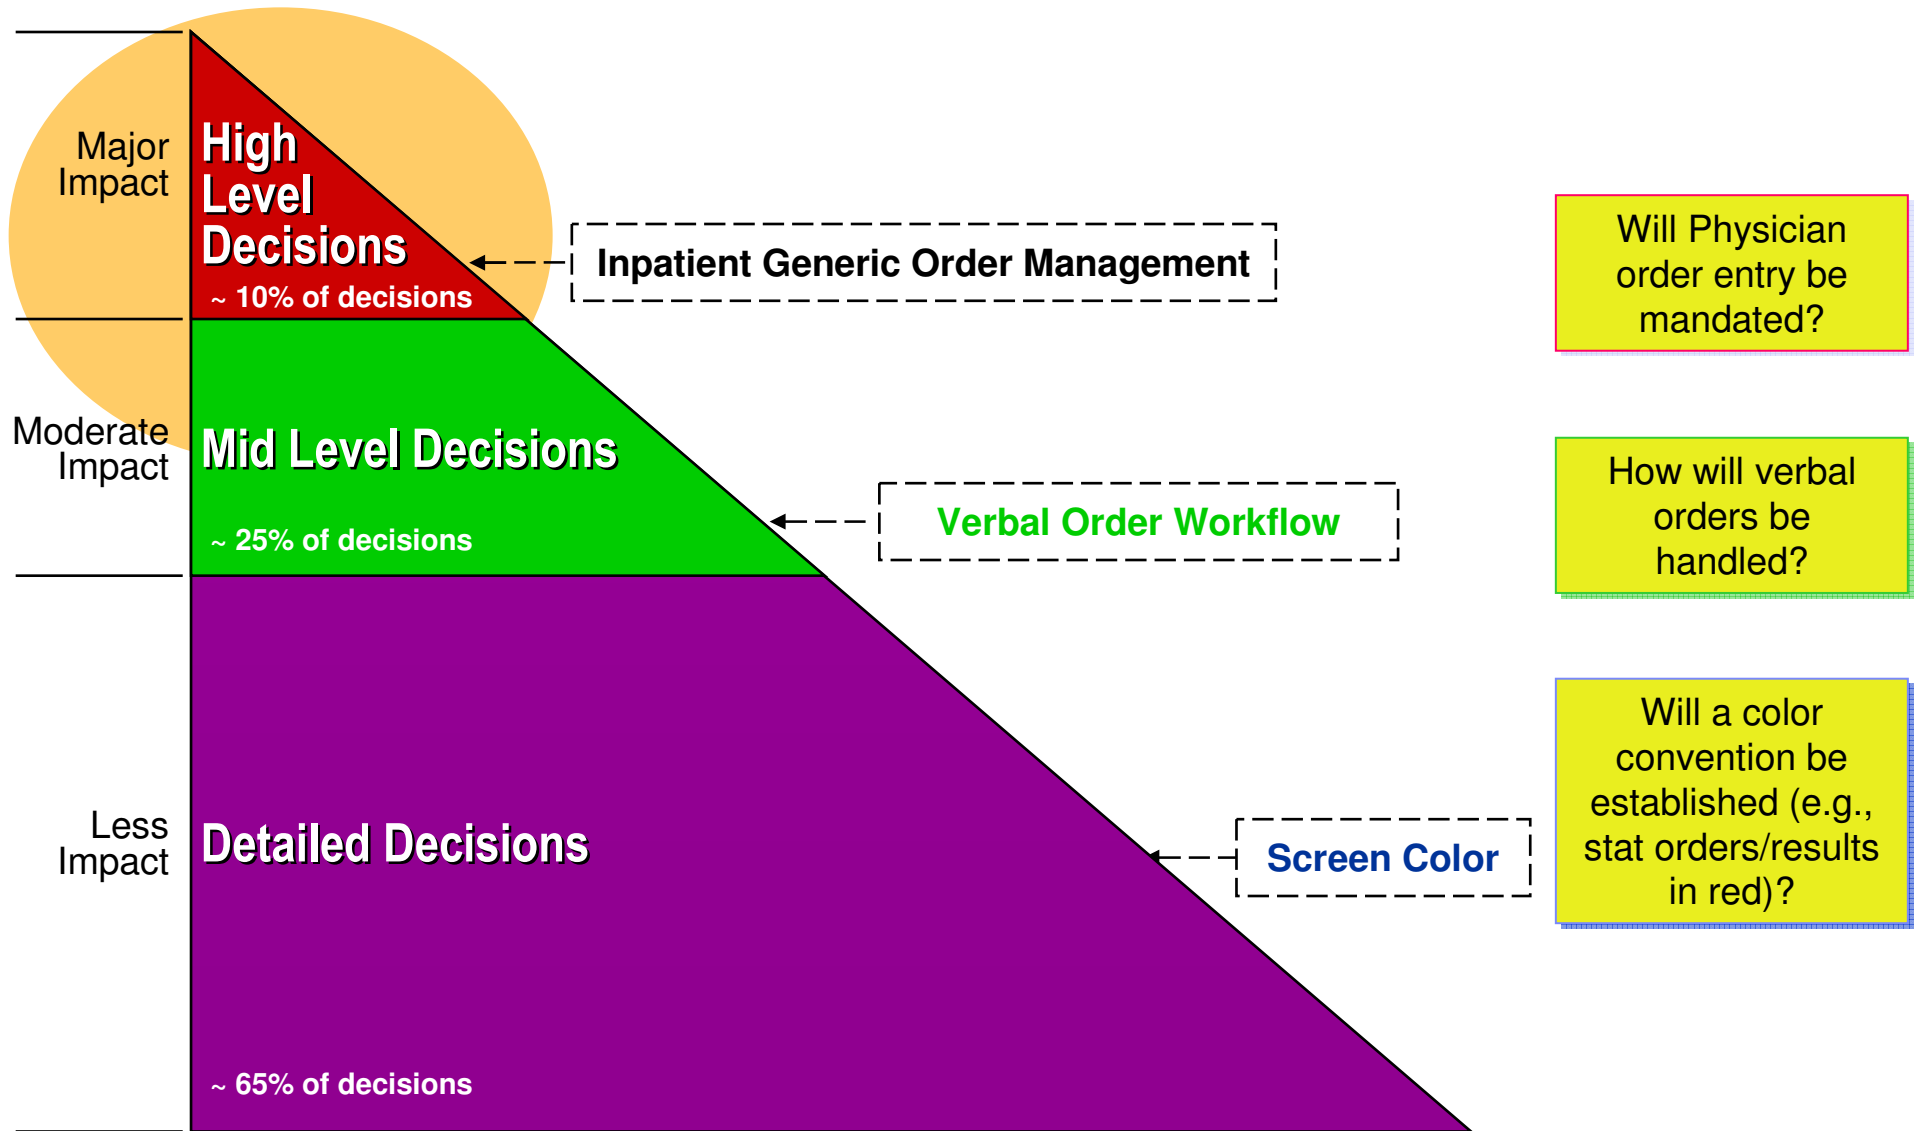 Major
Impact
High
Level
Decisions
~ 10% of decisions
Inpatient Generic Order Management
Will Physician
order entry be
mandated?
Moderate
Impact
Mid Level Decisions
~ 25% of decisions
Verbal Order Workflow
How will verbal
orders be
handled?
Less
Impact
Detailed Decisions
~ 65% of decisions
Screen Color
Will a color
convention be
established (e.g.,
stat orders/results
in red)?